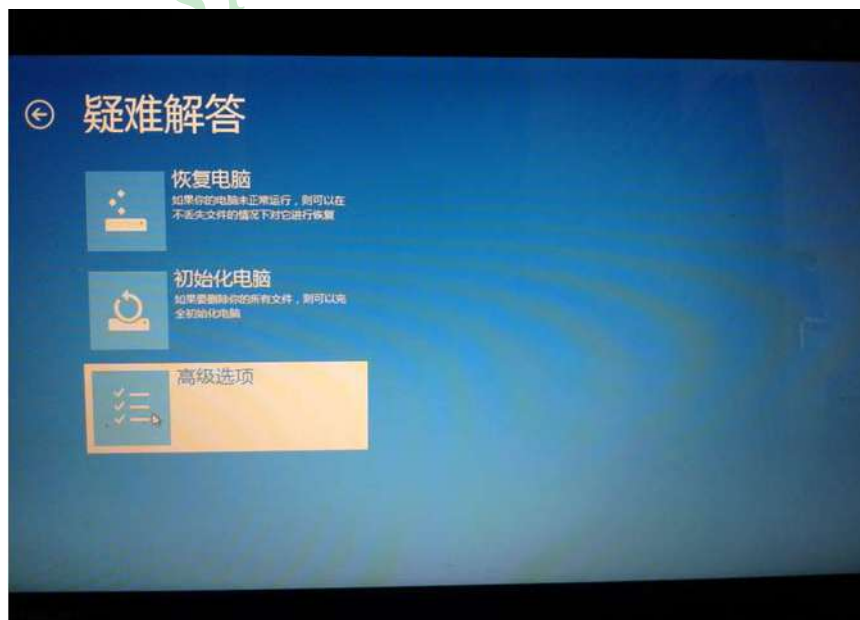 疑难解答
恢复电脑
如果你的电脑未正常运行，则可以在
不丢失文件的情况下对它进行恢复
初始化电脑
如果要删除你的所有文件，则可以完
全初始化电脑
高级选项